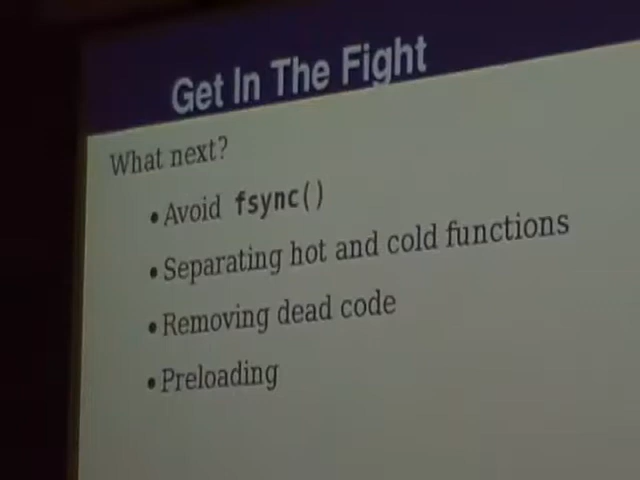 Get In The Fight
What next?
• Avoid fsync()
• Separating hot and cold functions
• Removing dead code
• Preloading